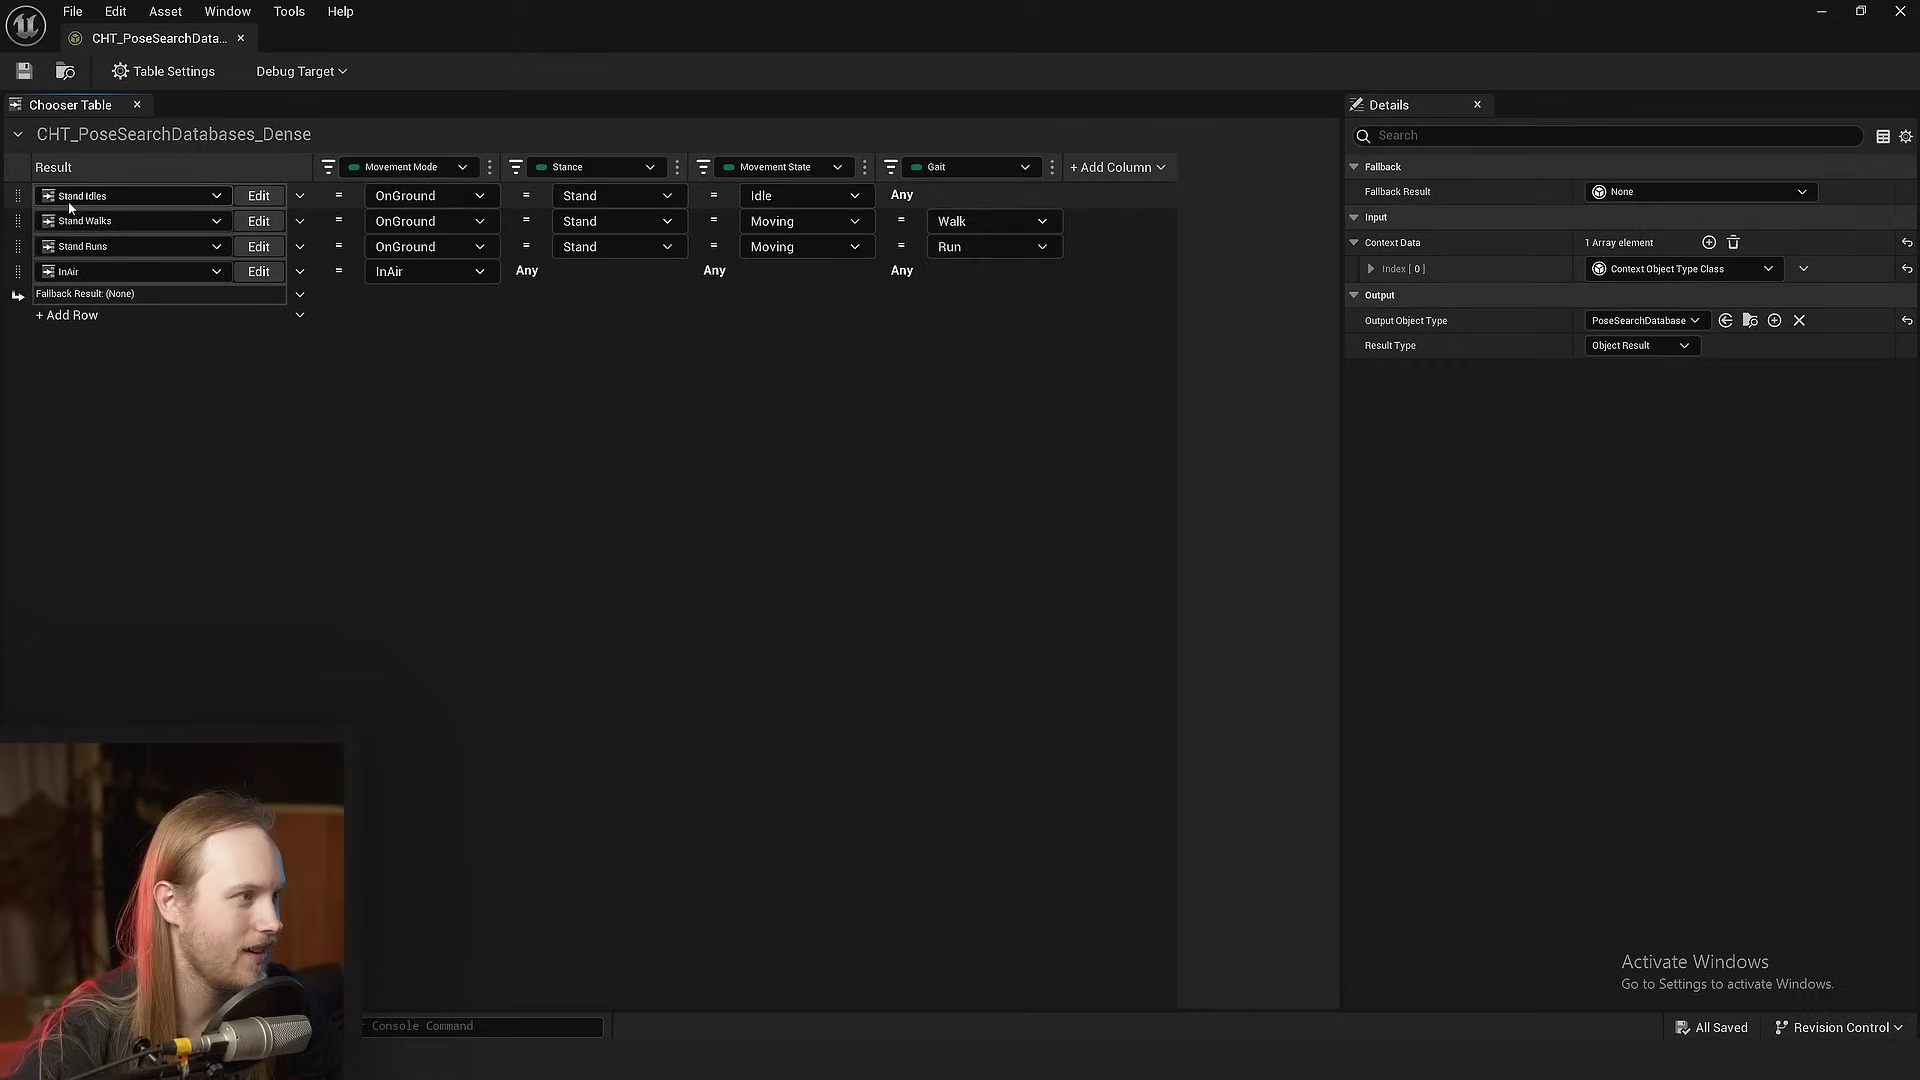 File Edit Asset Window Tools Help
CHT_PoseSearchData...
Table Settings Debug Target
Chooser Table
CHT_PoseSearchDatabases_Dense
Result Movement Mode Stance Movement State Gait + Add Column
Stand Idles Edit = OnGround = Stand = Idle Any
Stand Walks Edit = OnGround = Stand = Moving = Walk
Stand Runs Edit = OnGround = Stand = Moving = Run
InAir Edit = InAir Any Any Any
Fallback Result: (None)
+ Add Row
Details
Search
Fallback
Fallback Result None
Input
Context Data 1 Array element
Index [ 0 ] Context Object Type Class
Output
Output Object Type PoseSearchDatabase
Result Type Object Result
Activate Windows
Go to Settings to activate Windows.
Console Command
All Saved Revision Control